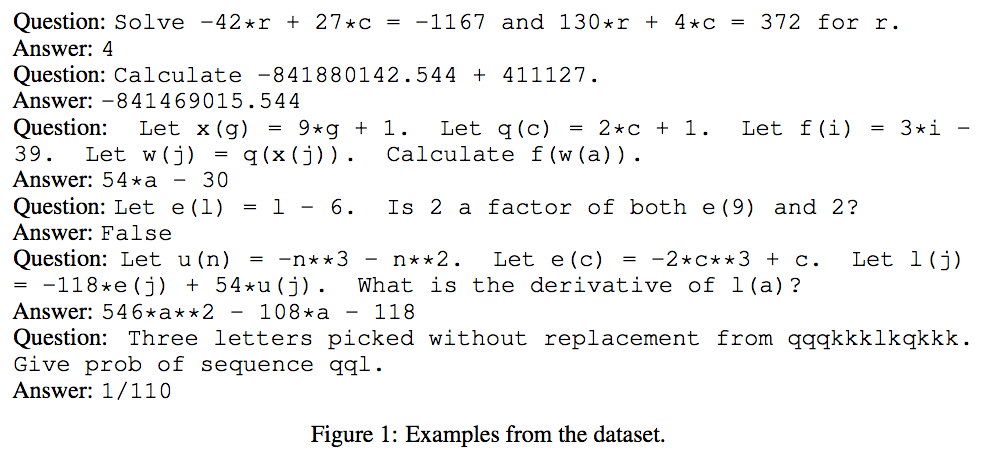 Question: Solve -42*r + 27*c = -1167 and 130*r + 4*c = 372 for r.
Answer: 4
Question: Calculate -841880142.544 + 411127.
Answer: -841469015.544
Question: Let x(g) = 9*g + 1. Let q(c) = 2*c + 1. Let f(i) = 3*i -
39. Let w(j) = q(x(j)). Calculate f(w(a)).
Answer: 54*a - 30
Question: Let e(l) = l - 6. Is 2 a factor of both e(9) and 2?
Answer: False
Question: Let u(n) = -n**3 - n**2. Let e(c) = -2*c**3 + c. Let l(j)
= -118*e(j) + 54*u(j). What is the derivative of l(a)?
Answer: 546*a**2 - 108*a - 118
Question: Three letters picked without replacement from qqqkkklkqkkk.
Give prob of sequence qql.
Answer: 1/110
Figure 1: Examples from the dataset.